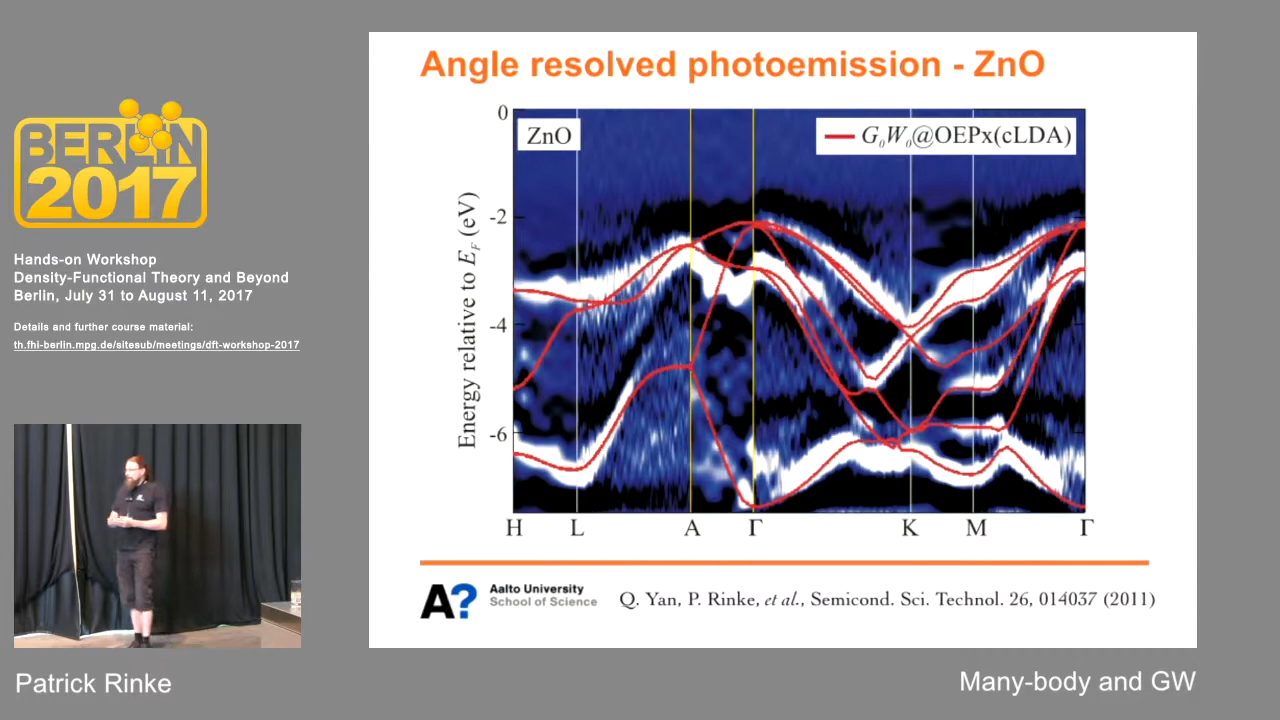 BERLIN
2017
Hands-on Workshop
Density-Functional Theory and Beyond
Berlin, July 31 to August 11, 2017
Details and further course material:
th.fhi-berlin.mpg.de/sitesub/meetings/dft-workshop-2017
Patrick Rinke
Angle resolved photoemission - ZnO
ZnO
G₀W₀@OEPx(cLDA)
Energy relative to E_F (eV)
0
-2
-4
-6
H L A Γ K M Γ
A? Aalto University
School of Science
Q. Yan, P. Rinke, et al., Semicond. Sci. Technol. 26, 014037 (2011)
Many-body and GW